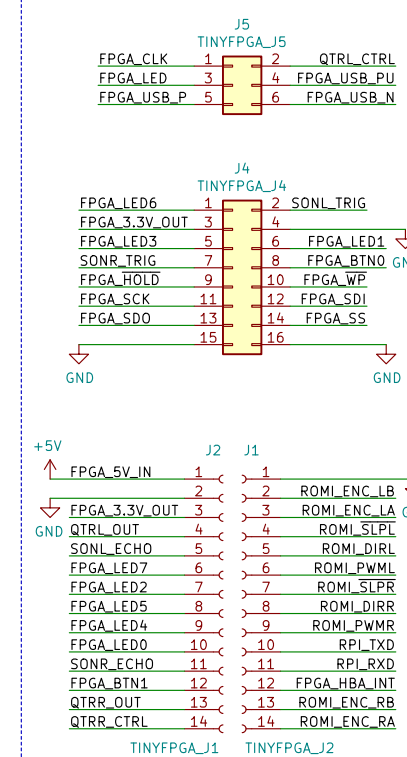 J5
TINYFPGA_J5
FPGA_CLK 1 2 QTRL_CTRL
FPGA_LED 3 4 FPGA_USB_PU
FPGA_USB_P 5 6 FPGA_USB_N
J4
TINYFPGA_J4
FPGA_LED6 1 2 SONL_TRIG
FPGA_3.3V_OUT 3 4
FPGA_LED3 5 6 FPGA_LED1
SONR_TRIG 7 8 FPGA_BTN0
FPGA_HOLD 9 10 FPGA_WP
FPGA_SCK 11 12 FPGA_SDI
FPGA_SDO 13 14 FPGA_SS
15 16
GND GND
+5V
J2 J1
FPGA_5V_IN 1 1
2 2 ROMI_ENC_LB
FPGA_3.3V_OUT 3 3 ROMI_ENC_LA
GND QTRL_OUT 4 4 ROMI_SLPL
SONL_ECHO 5 5 ROMI_DIRL
FPGA_LED7 6 6 ROMI_PWML
FPGA_LED2 7 7 ROMI_SLPR
FPGA_LED5 8 8 ROMI_DIRR
FPGA_LED4 9 9 ROMI_PWMR
FPGA_LED0 10 10 RPI_TXD
SONR_ECHO 11 11 RPI_RXD
FPGA_BTN1 12 12 FPGA_HBA_INT
QTRR_OUT 13 13 ROMI_ENC_RB
QTRR_CTRL 14 14 ROMI_ENC_RA
TINYFPGA_J1 TINYFPGA_J2